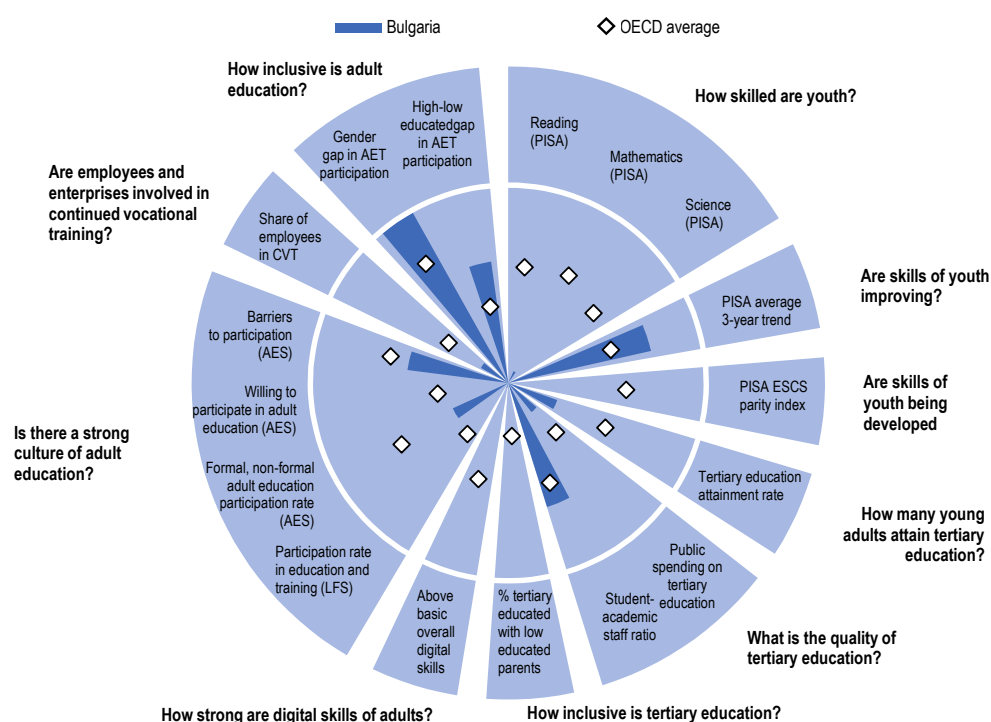 Bulgaria
OECD average
How inclusive is adult
education?
High-low
educatedgap
in AET
participation
Gender
gap in AET
participation
How skilled are youth?
Reading
(PISA)
Mathematics
(PISA)
Science
(PISA)
Are employees and
enterprises involved in
continued vocational
training?
Share of
employees
in CVT
Are skills of youth
improving?
PISA average
3-year trend
Are skills of
youth being
developed
PISA ESCS
parity index
Is there a strong
culture of adult
education?
Barriers
to participation
(AES)
Willing to
participate in adult
education (AES)
Formal, non-formal
adult education
participation rate
(AES)
Participation rate
in education and
training (LFS)
Tertiary education
attainment rate
How many young
adults attain tertiary
education?
Public
spending on
tertiary
education
Student-
academic
staff ratio
What is the quality of
tertiary education?
Above
basic
overall
digital
skills
% tertiary
educated
with low
educated
parents
How strong are digital skills of adults?
How inclusive is tertiary education?